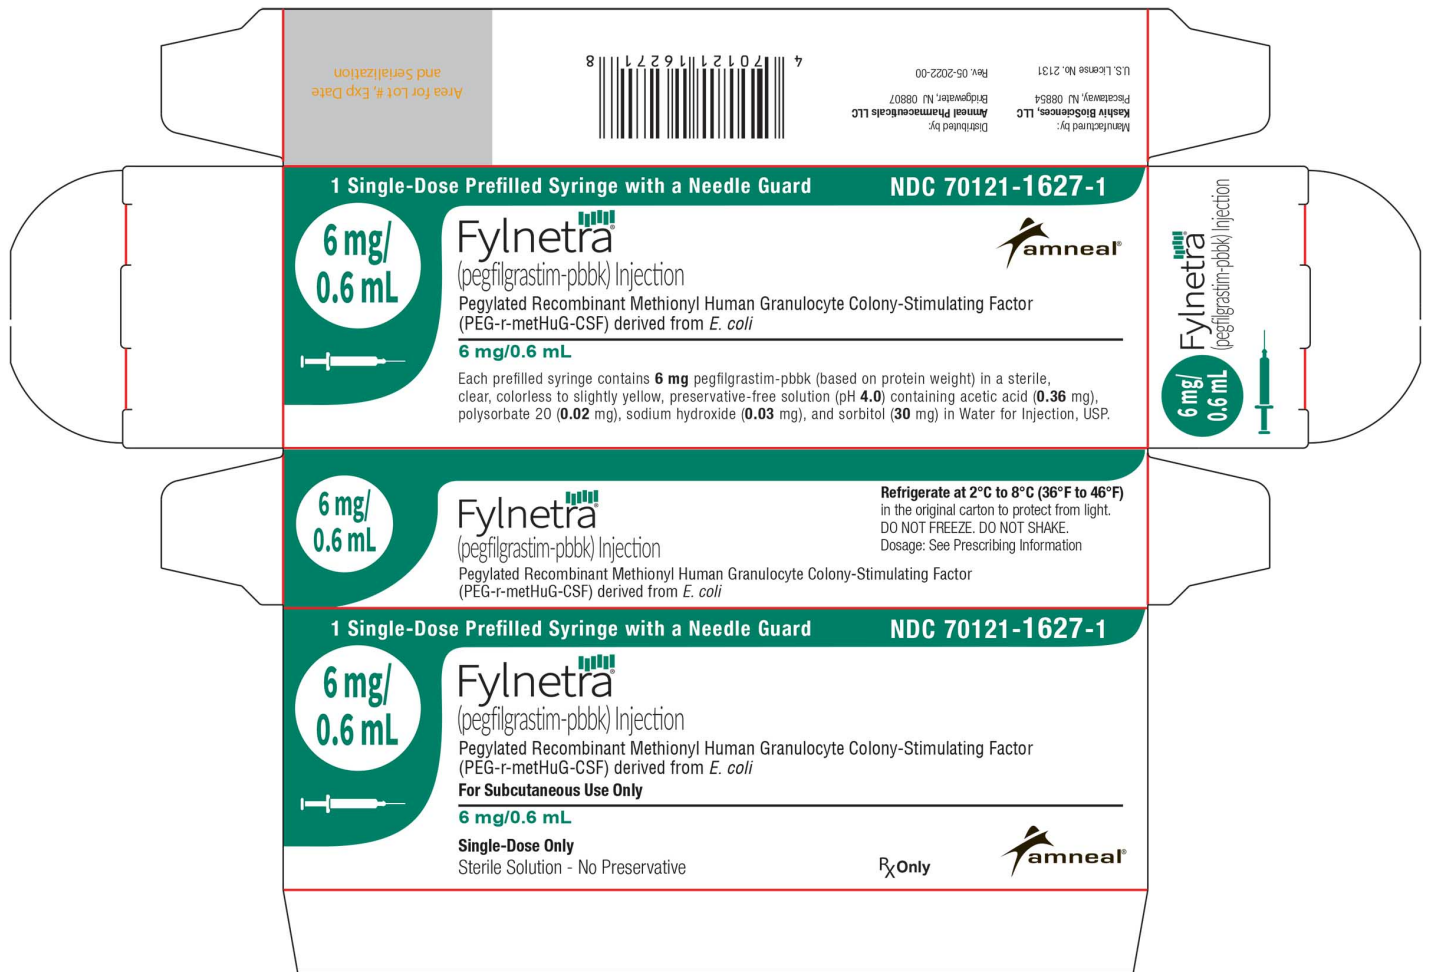 Area for Lot #, Exp Date
and Serialization
4 70121 16271 8
Distributed by:
Amneal Pharmaceuticals LLC
Bridgewater, NJ 08807
Rev. 05-2022-00
Manufactured by:
Kashiv BioSciences, LLC
Piscataway, NJ 08854
U.S. License No. 2131
1 Single-Dose Prefilled Syringe with a Needle Guard
NDC 70121-1627-1
6 mg/
0.6 mL
Fylnetra®
(pegfilgrastim-pbbk) Injection
amneal®
Pegylated Recombinant Methionyl Human Granulocyte Colony-Stimulating Factor
(PEG-r-metHuG-CSF) derived from E. coli
6 mg/0.6 mL
Each prefilled syringe contains 6 mg pegfilgrastim-pbbk (based on protein weight) in a sterile,
clear, colorless to slightly yellow, preservative-free solution (pH 4.0) containing acetic acid (0.36 mg),
polysorbate 20 (0.02 mg), sodium hydroxide (0.03 mg), and sorbitol (30 mg) in Water for Injection, USP.
Fylnetra®
(pegfilgrastim-pbbk) Injection
6 mg/
0.6 mL
6 mg/
0.6 mL
Fylnetra®
(pegfilgrastim-pbbk) Injection
Pegylated Recombinant Methionyl Human Granulocyte Colony-Stimulating Factor
(PEG-r-metHuG-CSF) derived from E. coli
Refrigerate at 2°C to 8°C (36°F to 46°F)
in the original carton to protect from light.
DO NOT FREEZE. DO NOT SHAKE.
Dosage: See Prescribing Information
1 Single-Dose Prefilled Syringe with a Needle Guard
NDC 70121-1627-1
6 mg/
0.6 mL
Fylnetra®
(pegfilgrastim-pbbk) Injection
Pegylated Recombinant Methionyl Human Granulocyte Colony-Stimulating Factor
(PEG-r-metHuG-CSF) derived from E. coli
For Subcutaneous Use Only
6 mg/0.6 mL
Single-Dose Only
Sterile Solution - No Preservative
Rx Only
amneal®